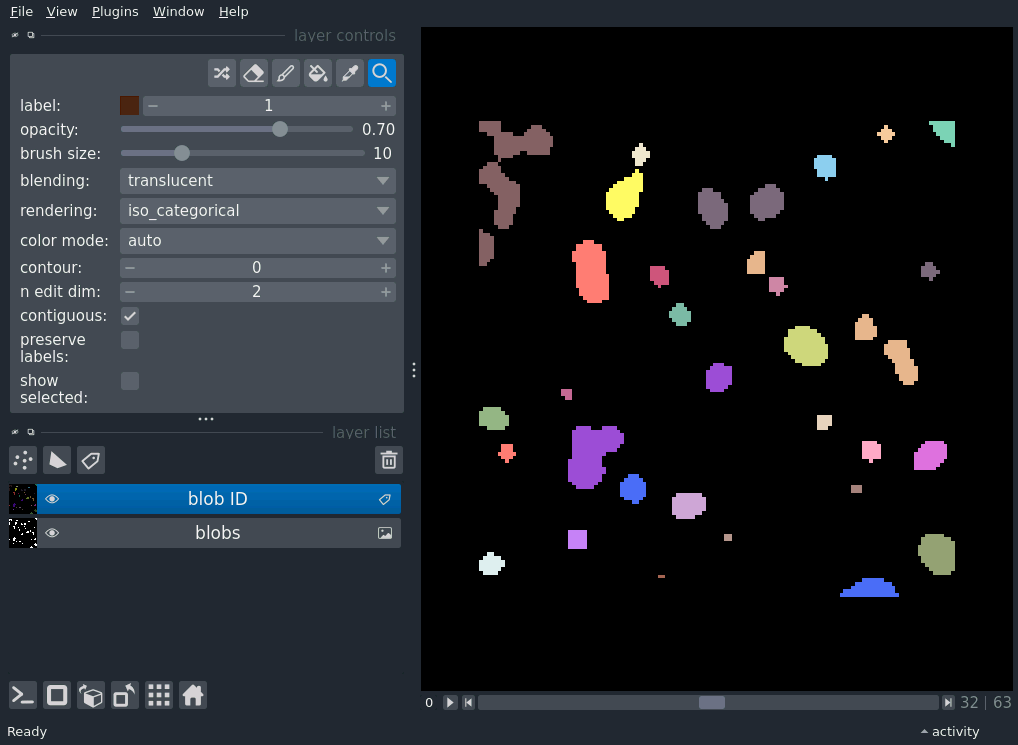 File View Plugins Window Help
layer controls
label: 1
opacity: 0.70
brush size: 10
blending: translucent
rendering: iso_categorical
color mode: auto
contour: 0
n edit dim: 2
contiguous:
preserve
labels:
show
selected:
layer list
blob ID
blobs
0 32 | 63
Ready activity